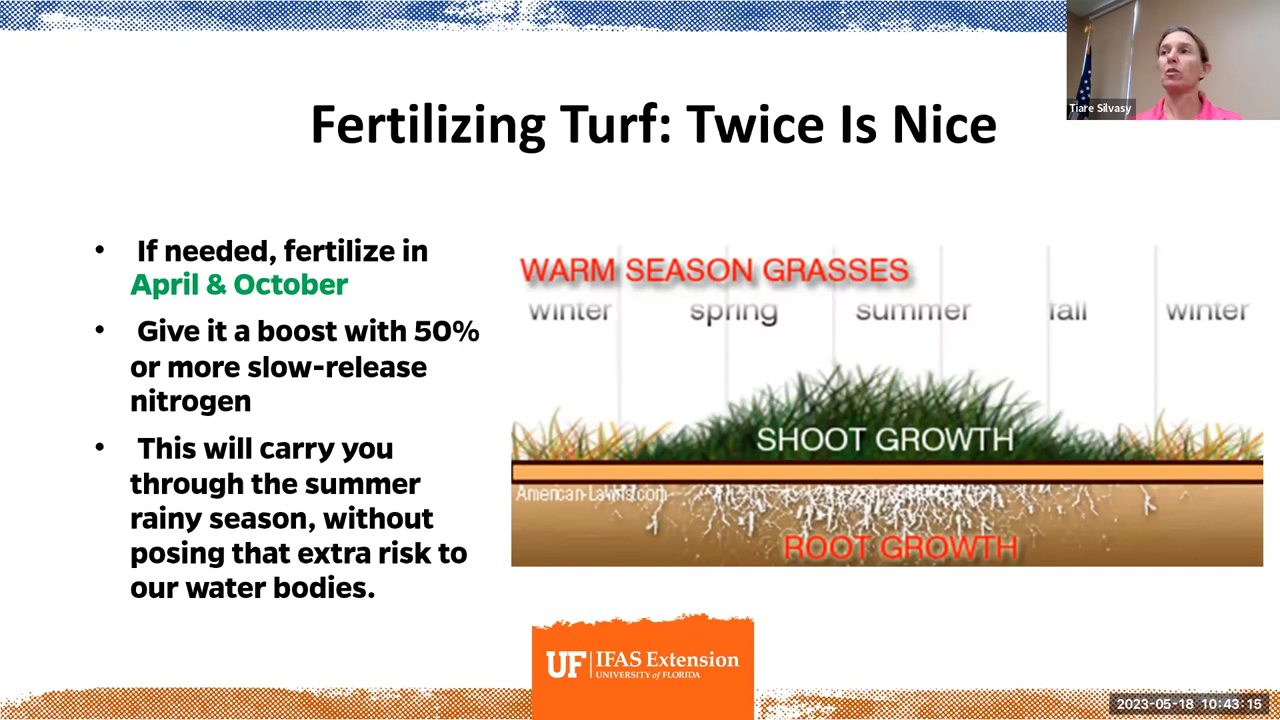 Tiare Silvasy
Fertilizing Turf: Twice Is Nice
• If needed, fertilize in
April & October
• Give it a boost with 50%
or more slow-release
nitrogen
• This will carry you
through the summer
rainy season, without
posing that extra risk to
our water bodies.
WARM SEASON GRASSES
winter spring summer fall winter
SHOOT GROWTH
American-Lawns.com
ROOT GROWTH
UF IFAS Extension
UNIVERSITY of FLORIDA
2023-05-18 10:43:15